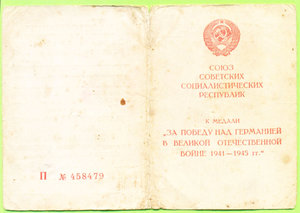 СОЮЗ
СОВЕТСКИХ
СОЦИАЛИСТИЧЕСКИХ
РЕСПУБЛИК
К МЕДАЛИ
„ЗА ПОБЕДУ НАД ГЕРМАНИЕЙ
В ВЕЛИКОЙ ОТЕЧЕСТВЕННОЙ
ВОЙНЕ 1941—1945 гг."
П № 458479